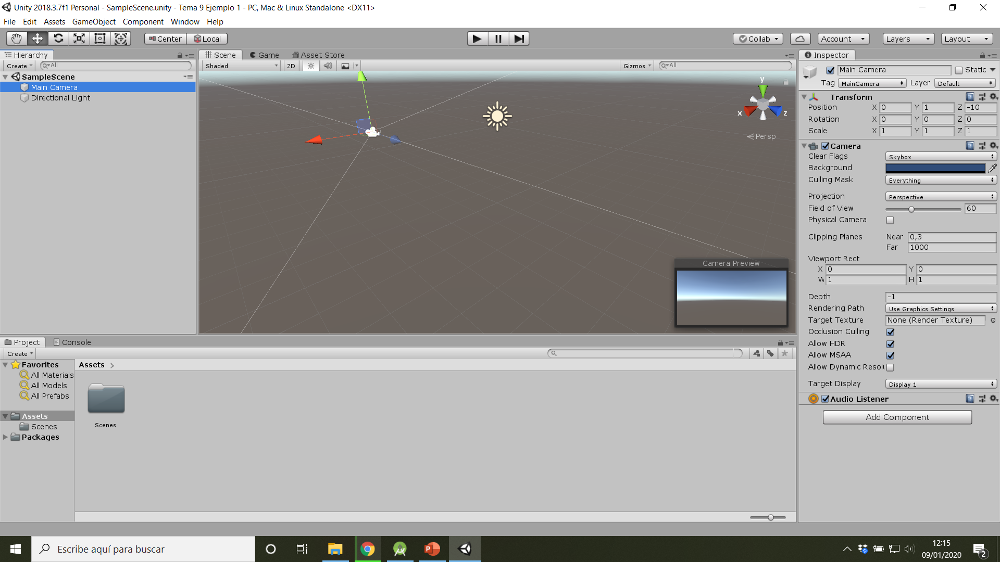 Unity 2018.3.7f1 Personal - SampleScene.unity - Tema 9 Ejemplo 1 - PC, Mac & Linux Standalone <DX11>
File Edit Assets GameObject Component Window Help
Center Local Collab Account Layers Layout
Hierarchy
Create All
SampleScene
Main Camera
Directional Light
Scene Game Asset Store
Shaded 2D Gizmos All
y
x z
Persp
Camera Preview
Inspector
Main Camera Static
Tag MainCamera Layer Default
Transform
Position X 0 Y 1 Z -10
Rotation X 0 Y 0 Z 0
Scale X 1 Y 1 Z 1
Camera
Clear Flags Skybox
Background
Culling Mask Everything
Projection Perspective
Field of View 60
Physical Camera
Clipping Planes Near 0,3
Far 1000
Viewport Rect
X 0 Y 0
W 1 H 1
Depth -1
Rendering Path Use Graphics Settings
Target Texture None (Render Texture)
Occlusion Culling
Allow HDR
Allow MSAA
Allow Dynamic Resolu
Target Display Display 1
Audio Listener
Add Component
Project Console
Create
Favorites
All Materials
All Models
All Prefabs
Assets
Scenes
Packages
Assets
Scenes
Escribe aquí para buscar
12:15
09/01/2020
2